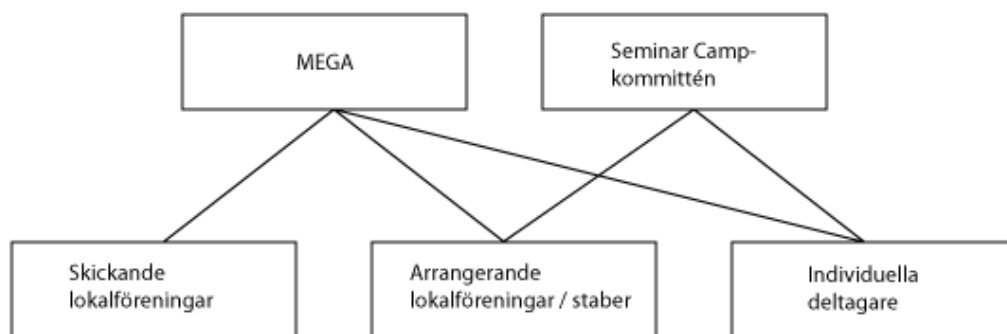 MEGA
Seminar Camp-
kommittén
Skickande
lokalföreningar
Arrangerande
lokalföreningar / staber
Individuella
deltagare